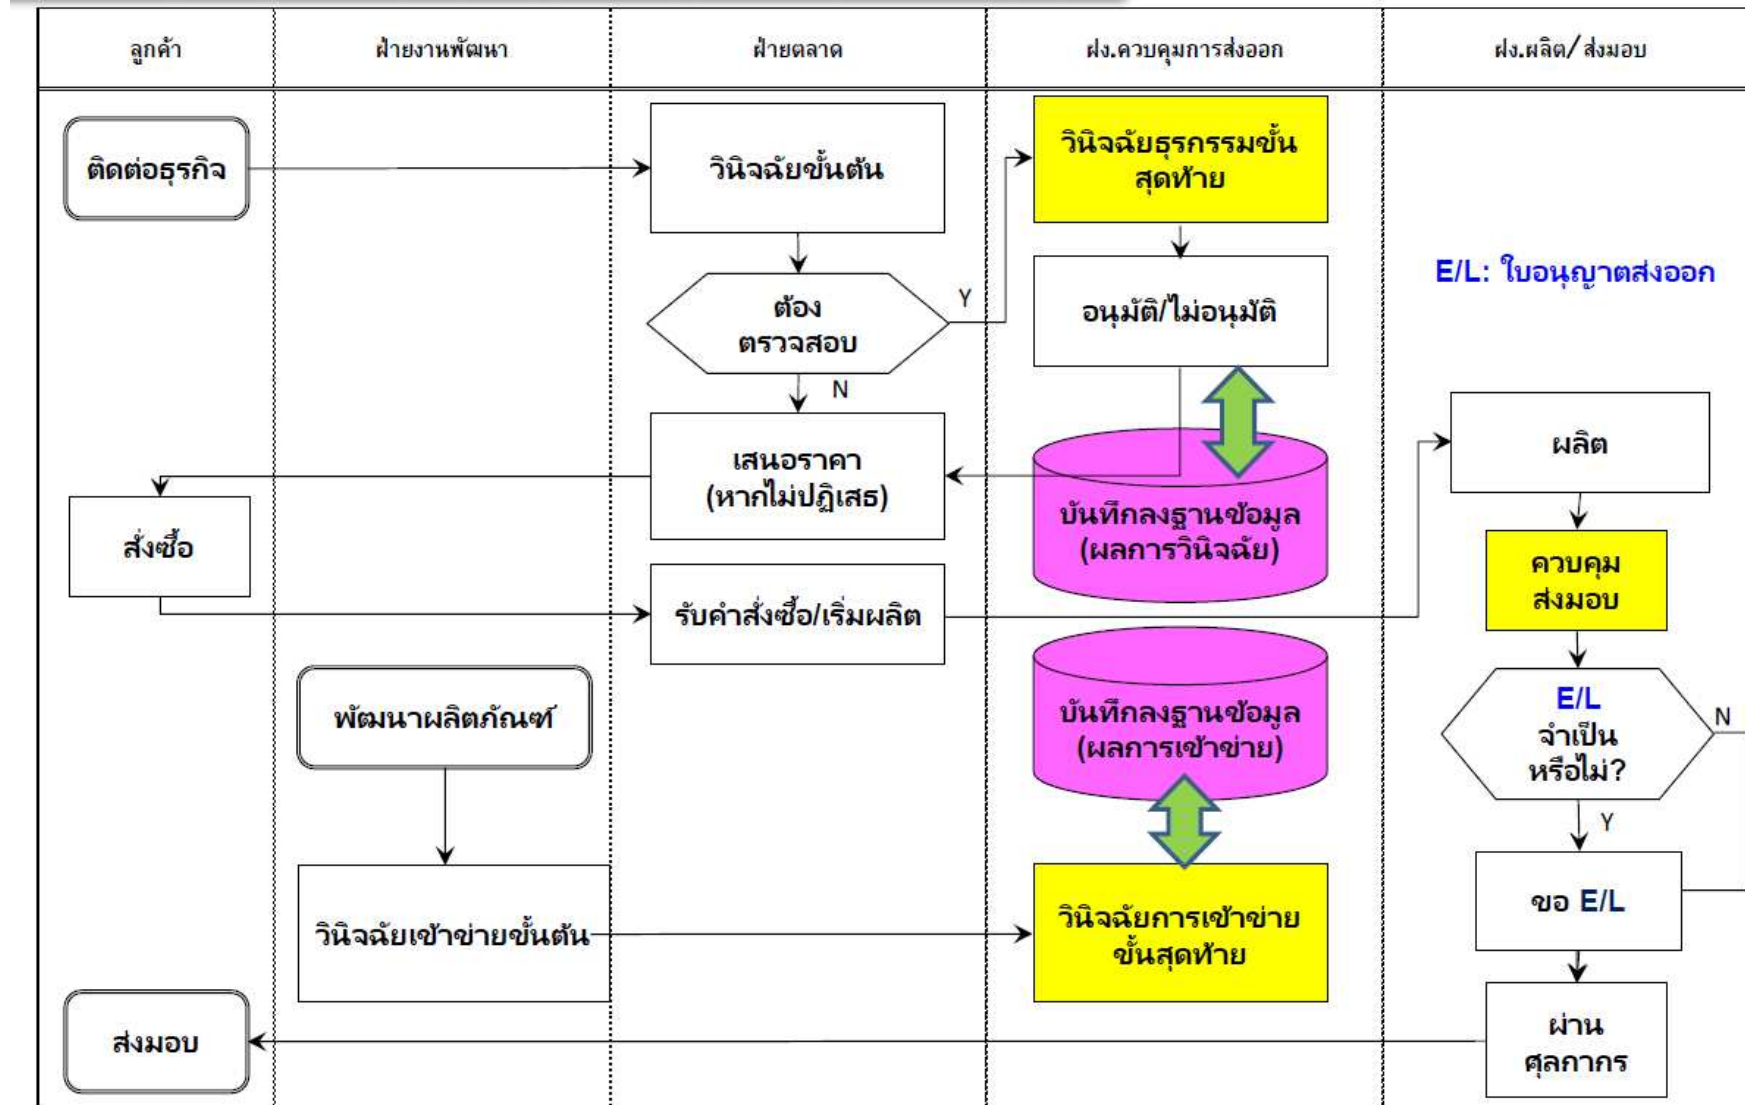 ลูกค้า
ฝ่ายงานพัฒนา
ฝ่ายตลาด
ฝง.ควบคุมการส่งออก
ฝง.ผลิต/ส่งมอบ
ติดต่อธุรกิจ
วินิจฉัยขั้นต้น
วินิจฉัยธุรกรรมขั้น
สุดท้าย
E/L: ใบอนุญาตส่งออก
ต้อง
ตรวจสอบ
Y
อนุมัติ/ไม่อนุมัติ
N
เสนอราคา
(หากไม่ปฏิเสธ)
บันทึกลงฐานข้อมูล
(ผลการวินิจฉัย)
ผลิต
สั่งซื้อ
ควบคุม
ส่งมอบ
รับคำสั่งซื้อ/เริ่มผลิต
พัฒนาผลิตภัณฑ์
บันทึกลงฐานข้อมูล
(ผลการเข้าข่าย)
E/L
จำเป็น
หรือไม่?
N
Y
ขอ E/L
วินิจฉัยเข้าข่ายขั้นต้น
วินิจฉัยการเข้าข่าย
ขั้นสุดท้าย
ส่งมอบ
ผ่าน
ศุลกากร